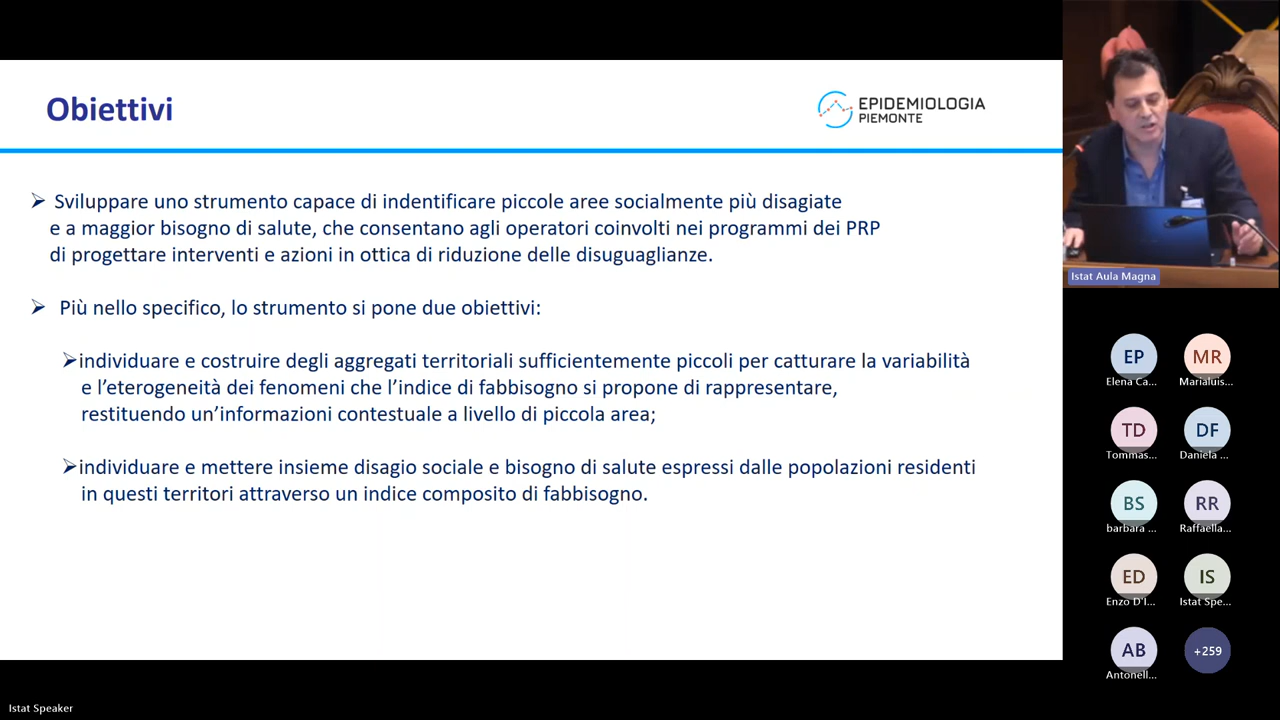 Obiettivi
EPIDEMIOLOGIA
PIEMONTE
Sviluppare uno strumento capace di indentificare piccole aree socialmente più disagiate
e a maggior bisogno di salute, che consentano agli operatori coinvolti nei programmi dei PRP
di progettare interventi e azioni in ottica di riduzione delle disuguaglianze.
Più nello specifico, lo strumento si pone due obiettivi:
individuare e costruire degli aggregati territoriali sufficientemente piccoli per catturare la variabilità
e l'eterogeneità dei fenomeni che l'indice di fabbisogno si propone di rappresentare,
restituendo un'informazioni contestuale a livello di piccola area;
individuare e mettere insieme disagio sociale e bisogno di salute espressi dalle popolazioni residenti
in questi territori attraverso un indice composito di fabbisogno.
Istat Aula Magna
EP
Elena Ca...
MR
Marialuis...
TD
Tommas...
DF
Daniela ...
BS
barbara ...
RR
Raffaella...
ED
Enzo D'I...
IS
Istat Spe...
AB
Antonell...
+259
Istat Speaker